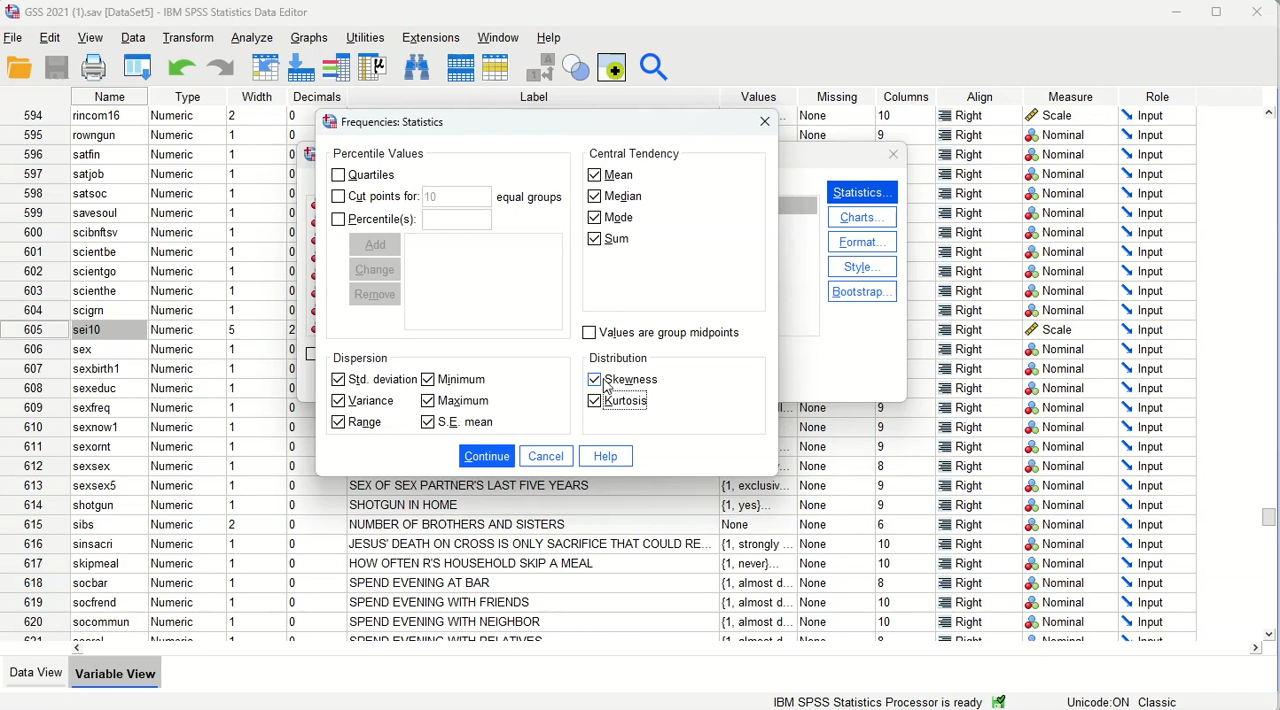 GSS 2021 (1).sav [DataSet5] - IBM SPSS Statistics Data Editor
File Edit View Data Transform Analyze Graphs Utilities Extensions Window Help
Name Type Width Decimals Label Values Missing Columns Align Measure Role
594 rincom16 Numeric 2 0 None 10 Right Scale Input
595 rowngun Numeric 1 0 None 9 Right Nominal Input
596 satfin Numeric 1 Right Nominal Input
597 satjob Numeric 1 Right Nominal Input
598 satsoc Numeric 1 Right Nominal Input
599 savesoul Numeric 1 Right Nominal Input
600 scibnftsv Numeric 1 Right Nominal Input
601 scientbe Numeric 1 Right Nominal Input
602 scientgo Numeric 1 Right Nominal Input
603 scienthe Numeric 1 Right Nominal Input
604 scigrn Numeric 1 Right Nominal Input
605 sei10 Numeric 5 2 Right Scale Input
606 sex Numeric 1 0 Right Nominal Input
607 sexbirth1 Numeric 1 0 Right Nominal Input
608 sexeduc Numeric 1 0 Right Nominal Input
609 sexfreq Numeric 1 0 None 9 Right Nominal Input
610 sexnow1 Numeric 1 0 None 9 Right Nominal Input
611 sexornt Numeric 1 0 None 9 Right Nominal Input
612 sexsex Numeric 1 0 None 8 Right Nominal Input
613 sexsex5 Numeric 1 0 SEX OF SEX PARTNER'S LAST FIVE YEARS {1, exclusiv... None 9 Right Nominal Input
614 shotgun Numeric 1 0 SHOTGUN IN HOME {1, yes}... None 9 Right Nominal Input
615 sibs Numeric 2 0 NUMBER OF BROTHERS AND SISTERS None None 6 Right Nominal Input
616 sinsacri Numeric 1 0 JESUS' DEATH ON CROSS IS ONLY SACRIFICE THAT COULD RE... {1, strongly ... None 10 Right Nominal Input
617 skipmeal Numeric 1 0 HOW OFTEN R'S HOUSEHOLD SKIP A MEAL {1, never}... None 10 Right Nominal Input
618 socbar Numeric 1 0 SPEND EVENING AT BAR {1, almost d... None 8 Right Nominal Input
619 socfrend Numeric 1 0 SPEND EVENING WITH FRIENDS {1, almost d... None 10 Right Nominal Input
620 socommun Numeric 1 0 SPEND EVENING WITH NEIGHBOR {1, almost d... None 10 Right Nominal Input
621 socrel Numeric 1 0 SPEND EVENING WITH RELATIVES {1, almost d... None 8 Right Nominal Input
Frequencies: Statistics
Percentile Values
Quartiles
Cut points for: 10 equal groups
Percentile(s):
Add
Change
Remove
Central Tendency
Mean
Median
Mode
Sum
Values are group midpoints
Dispersion
Std. deviation Minimum
Variance Maximum
Range S.E. mean
Distribution
Skewness
Kurtosis
Continue Cancel Help
Statistics...
Charts...
Format...
Style...
Bootstrap...
Data View Variable View
IBM SPSS Statistics Processor is ready Unicode:ON Classic